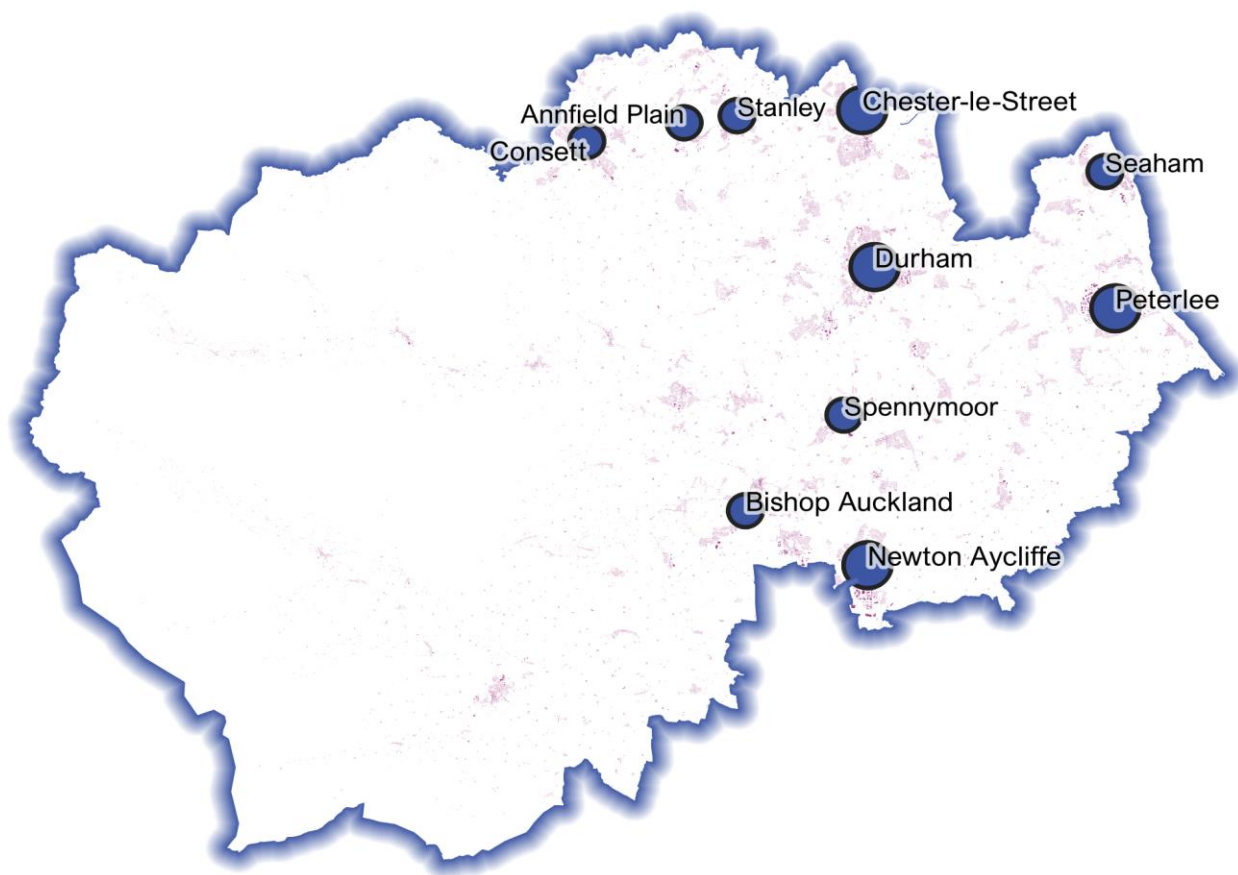 Chester-le-Street
Annfield Plain
Stanley
Consett
Seaham
Durham
Peterlee
Spennymoor
Bishop Auckland
Newton Aycliffe